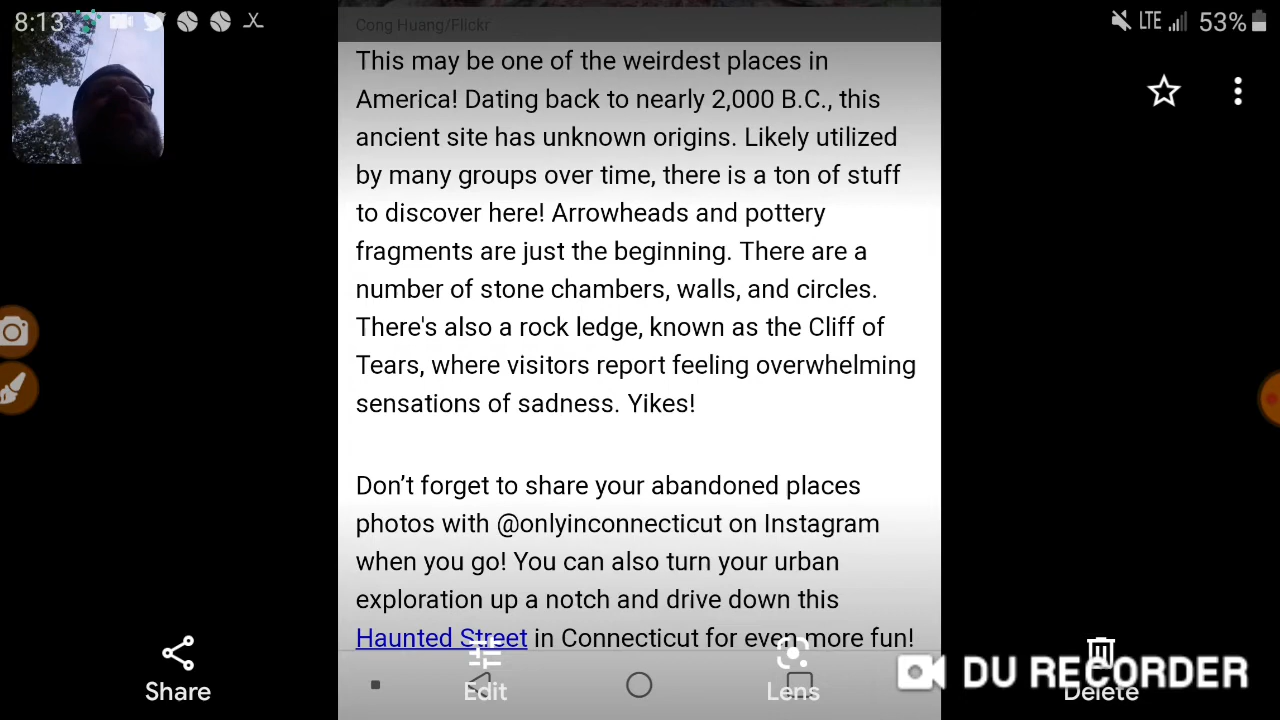 8:13
LTE 53%
Cong Huang/Flickr
This may be one of the weirdest places in
America! Dating back to nearly 2,000 B.C., this
ancient site has unknown origins. Likely utilized
by many groups over time, there is a ton of stuff
to discover here! Arrowheads and pottery
fragments are just the beginning. There are a
number of stone chambers, walls, and circles.
There's also a rock ledge, known as the Cliff of
Tears, where visitors report feeling overwhelming
sensations of sadness. Yikes!
Don’t forget to share your abandoned places
photos with @onlyinconnecticut on Instagram
when you go! You can also turn your urban
exploration up a notch and drive down this
Haunted Street in Connecticut for even more fun!
DU RECORDER
Share
Edit
Lens
Delete